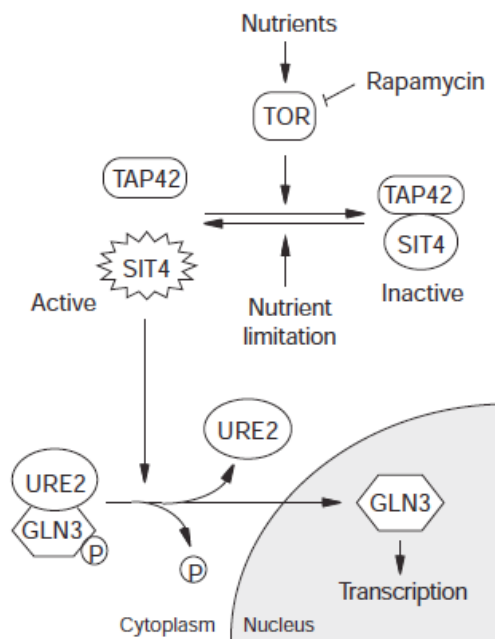 Nutrients
Rapamycin
TOR
TAP42
TAP42
SIT4
SIT4
Active
Inactive
Nutrient
limitation
URE2
URE2
GLN3
GLN3
P
P
Transcription
Cytoplasm
Nucleus